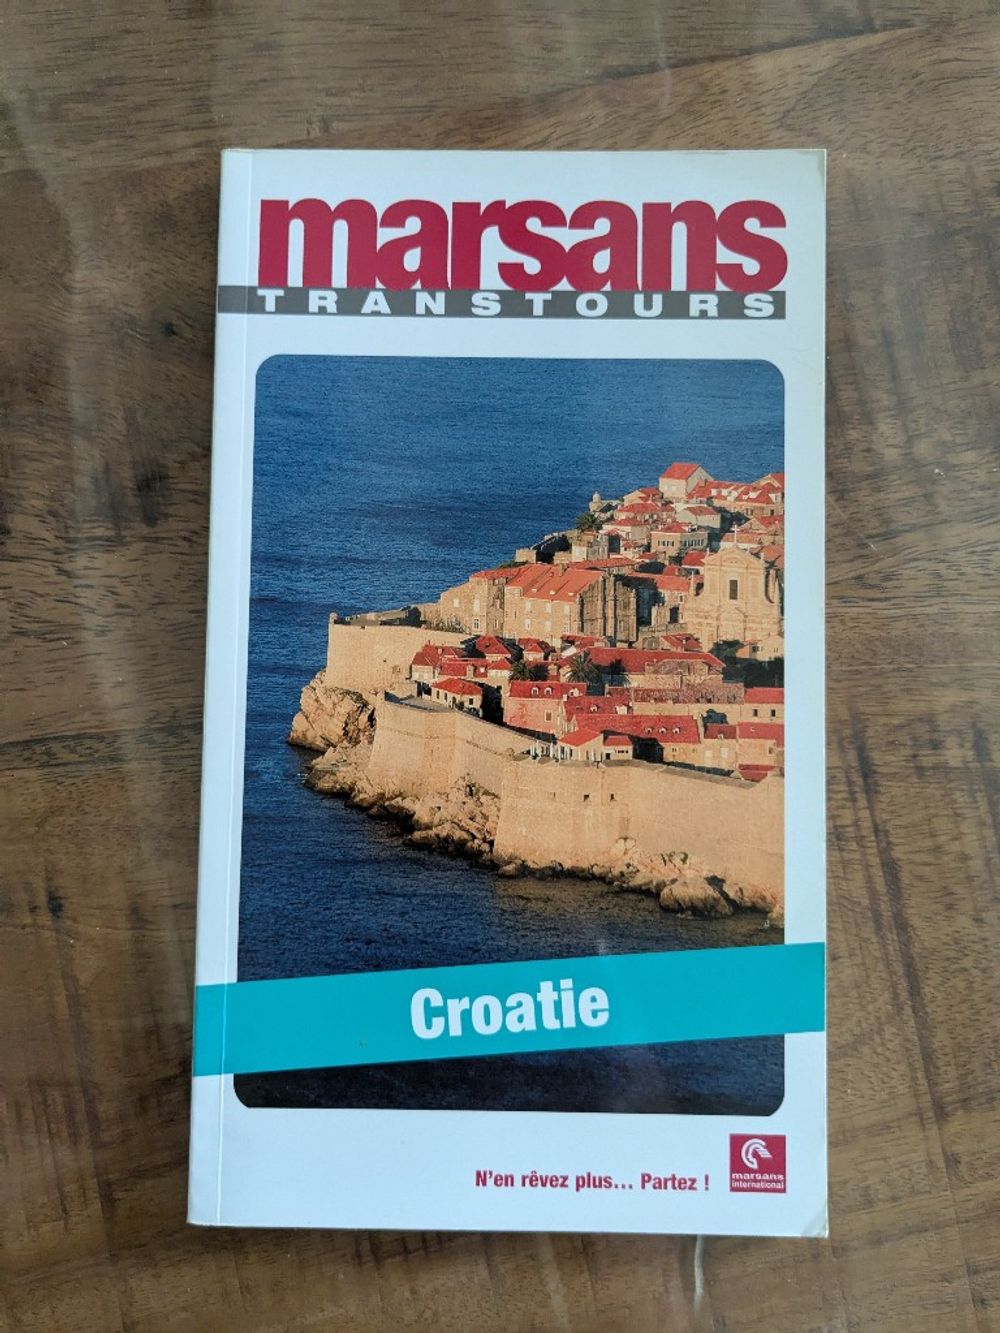 marsans
TRANSTOURS
Croatie
N'en rêvez plus... Partez !
marsans
international